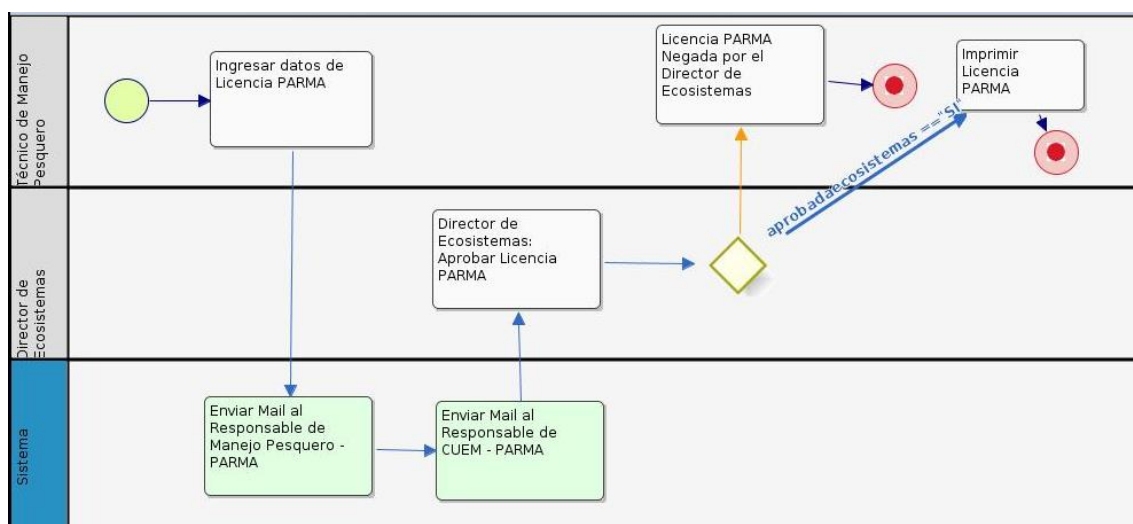 Técnico de Manejo
Pesquero
Ingresar datos de
Licencia PARMA
Licencia PARMA
Negada por el
Director de
Ecosistemas
Imprimir
Licencia
PARMA
aprobadaecosistemas =="SI"
Director de
Ecosistemas
Director de
Ecosistemas:
Aprobar Licencia
PARMA
Sistema
Enviar Mail al
Responsable de
Manejo Pesquero -
PARMA
Enviar Mail al
Responsable de
CUEM - PARMA